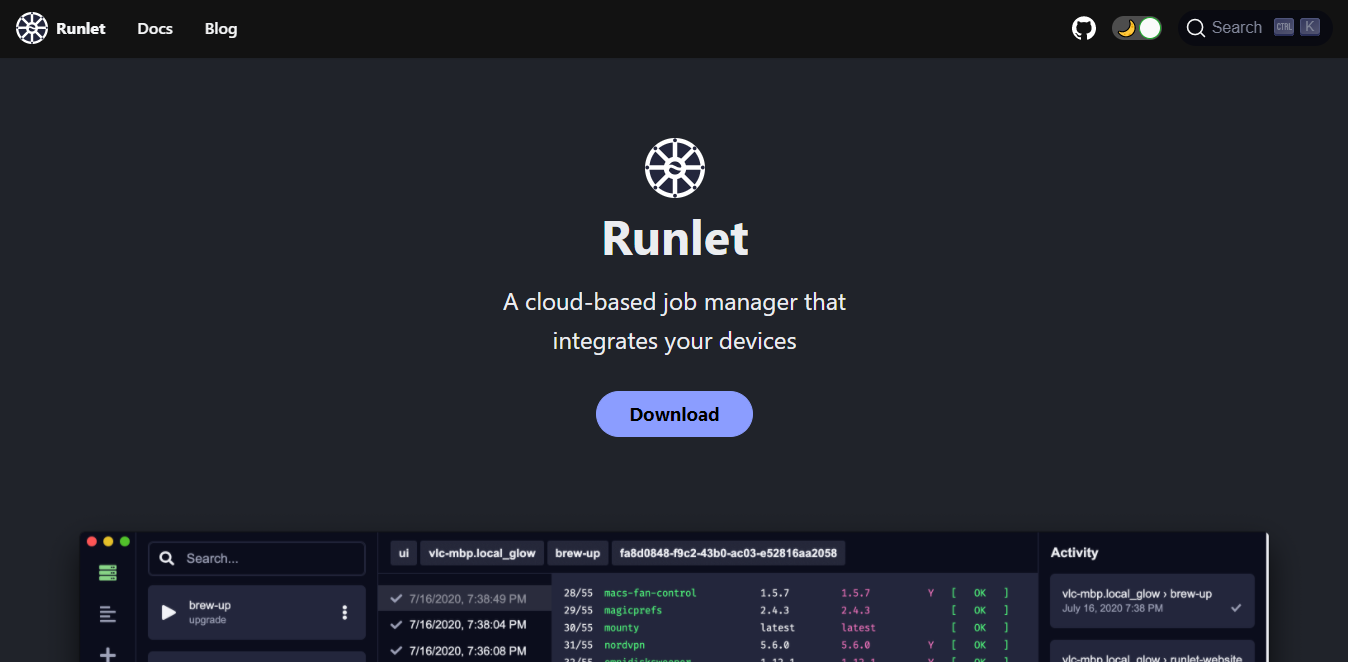 Runlet Docs Blog Search CTRL K
Runlet
A cloud-based job manager that
integrates your devices
Download
Search...
brew-up
upgrade
ui vlc-mbp.local_glow brew-up fa8d0848-f9c2-43b0-ac03-e52816aa2058
7/16/2020, 7:38:49 PM
7/16/2020, 7:38:04 PM
7/16/2020, 7:36:08 PM
28/55 macs-fan-control 1.5.7 1.5.7 Y [ OK ]
29/55 magicprefs 2.4.3 2.4.3 [ OK ]
30/55 mounty latest latest [ OK ]
31/55 nordvpn 5.6.0 5.6.0 Y [ OK ]
Activity
vlc-mbp.local_glow › brew-up
July 16, 2020 7:38 PM
vlc-mbp.local_glow › runlet-website